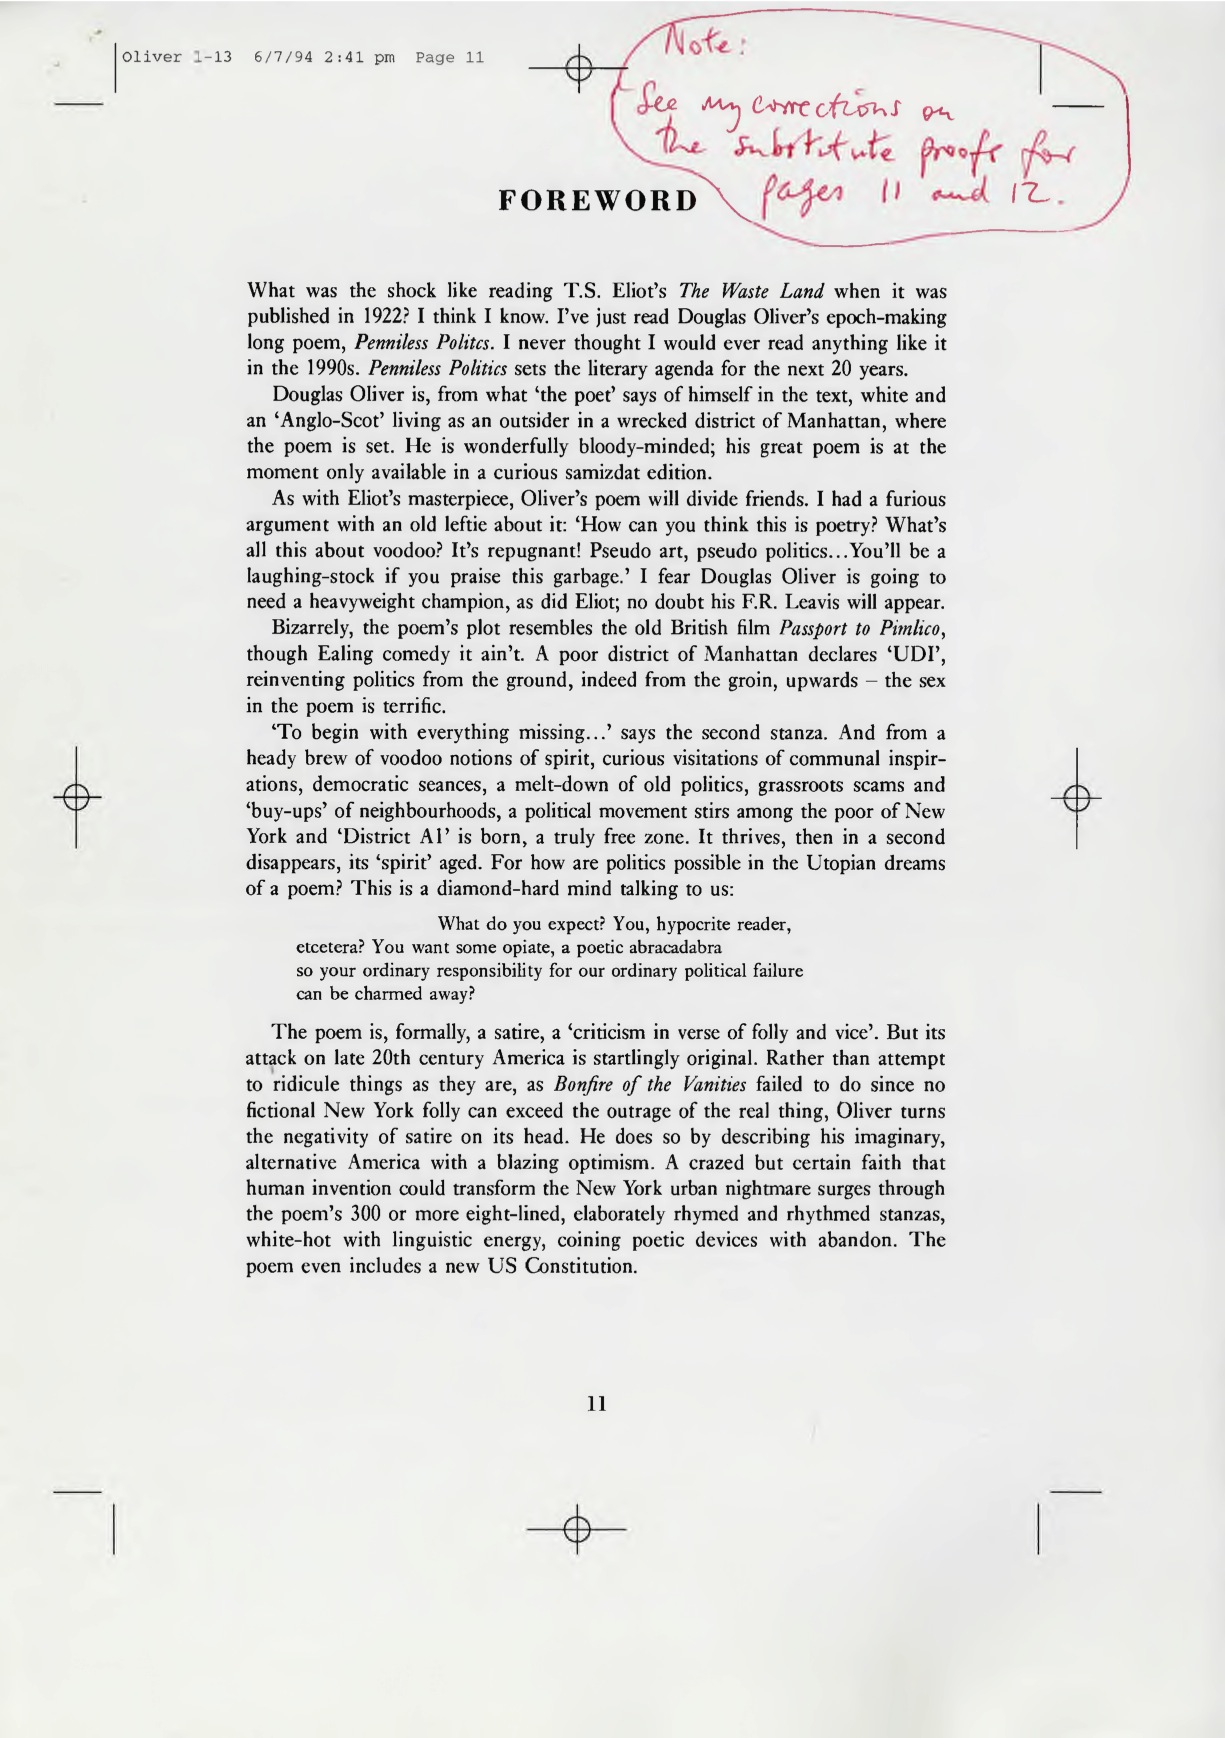 Oliver 1-13 6/7/94 2:41 pm Page 11
Note:
See my corrections on
the substitute proofs for
pages 11 and 12.
FOREWORD
What was the shock like reading T.S. Eliot's The Waste Land when it was
published in 1922? I think I know. I've just read Douglas Oliver's epoch-making
long poem, Penniless Politcs. I never thought I would ever read anything like it
in the 1990s. Penniless Politics sets the literary agenda for the next 20 years.
Douglas Oliver is, from what ‘the poet’ says of himself in the text, white and
an ‘Anglo-Scot’ living as an outsider in a wrecked district of Manhattan, where
the poem is set. He is wonderfully bloody-minded; his great poem is at the
moment only available in a curious samizdat edition.
As with Eliot's masterpiece, Oliver's poem will divide friends. I had a furious
argument with an old leftie about it: ‘How can you think this is poetry? What's
all this about voodoo? It's repugnant! Pseudo art, pseudo politics...You'll be a
laughing-stock if you praise this garbage.’ I fear Douglas Oliver is going to
need a heavyweight champion, as did Eliot; no doubt his F.R. Leavis will appear.
Bizarrely, the poem's plot resembles the old British film Passport to Pimlico,
though Ealing comedy it ain't. A poor district of Manhattan declares ‘UDI’,
reinventing politics from the ground, indeed from the groin, upwards – the sex
in the poem is terrific.
‘To begin with everything missing...’ says the second stanza. And from a
heady brew of voodoo notions of spirit, curious visitations of communal inspir-
ations, democratic seances, a melt-down of old politics, grassroots scams and
‘buy-ups’ of neighbourhoods, a political movement stirs among the poor of New
York and ‘District A1’ is born, a truly free zone. It thrives, then in a second
disappears, its ‘spirit’ aged. For how are politics possible in the Utopian dreams
of a poem? This is a diamond-hard mind talking to us:
What do you expect? You, hypocrite reader,
etcetera? You want some opiate, a poetic abracadabra
so your ordinary responsibility for our ordinary political failure
can be charmed away?
The poem is, formally, a satire, a ‘criticism in verse of folly and vice’. But its
attack on late 20th century America is startlingly original. Rather than attempt
to ridicule things as they are, as Bonfire of the Vanities failed to do since no
fictional New York folly can exceed the outrage of the real thing, Oliver turns
the negativity of satire on its head. He does so by describing his imaginary,
alternative America with a blazing optimism. A crazed but certain faith that
human invention could transform the New York urban nightmare surges through
the poem's 300 or more eight-lined, elaborately rhymed and rhythmed stanzas,
white-hot with linguistic energy, coining poetic devices with abandon. The
poem even includes a new US Constitution.
11